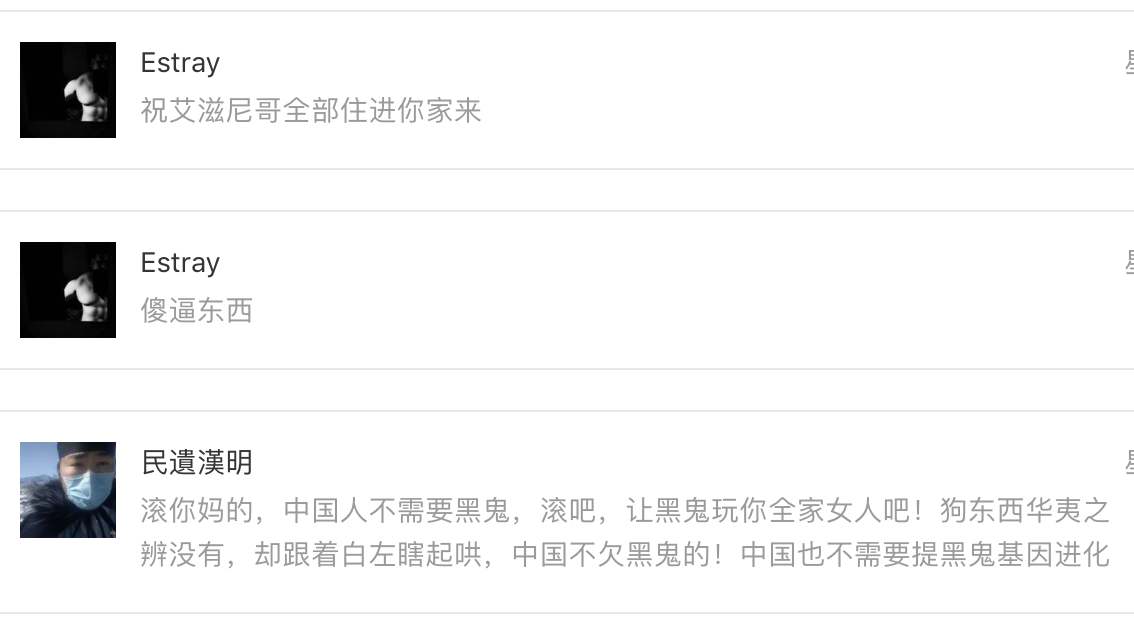 Estray
祝艾滋尼哥全部住进你家来
Estray
傻逼东西
民遺漢明
滚你妈的，中国人不需要黑鬼，滚吧，让黑鬼玩你全家女人吧！狗东西华夷之
辨没有，却跟着白左瞎起哄，中国不欠黑鬼的！中国也不需要提黑鬼基因进化